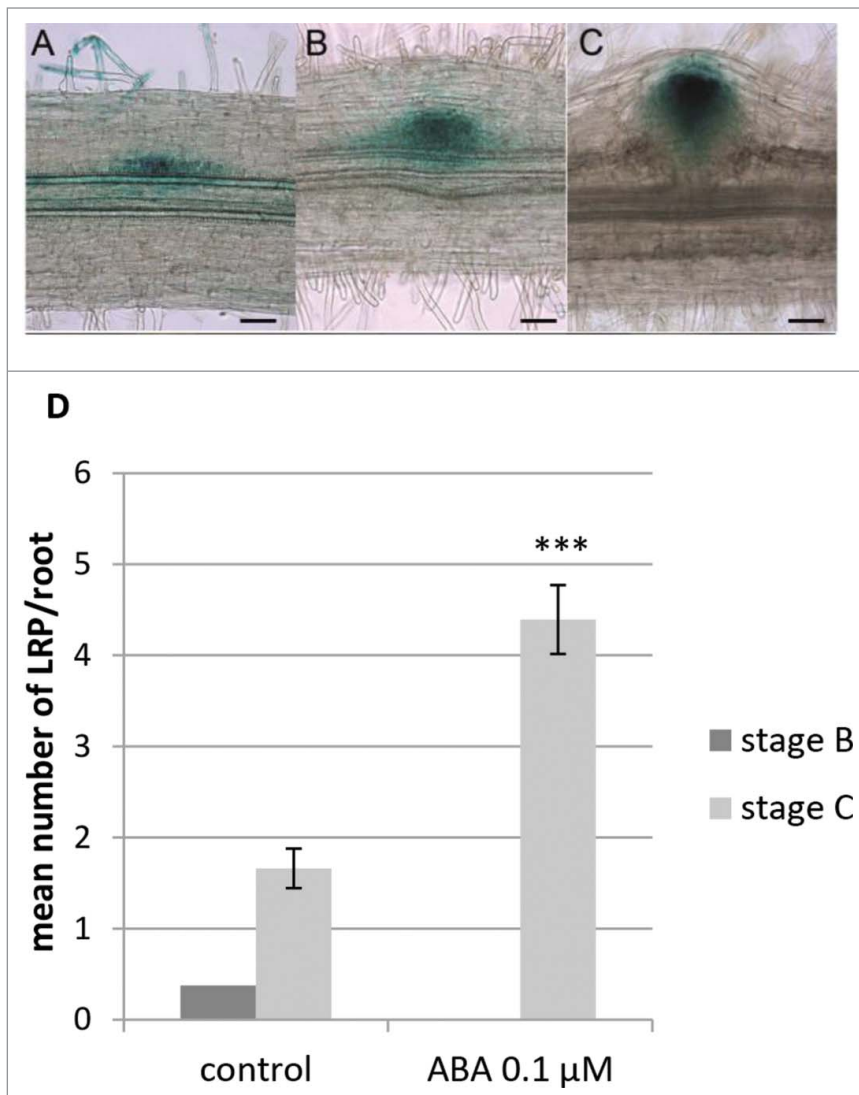 A
B
C
D
6
5
4
3
2
1
0
mean number of LRP/root
***
control
ABA 0.1 µM
stage B
stage C